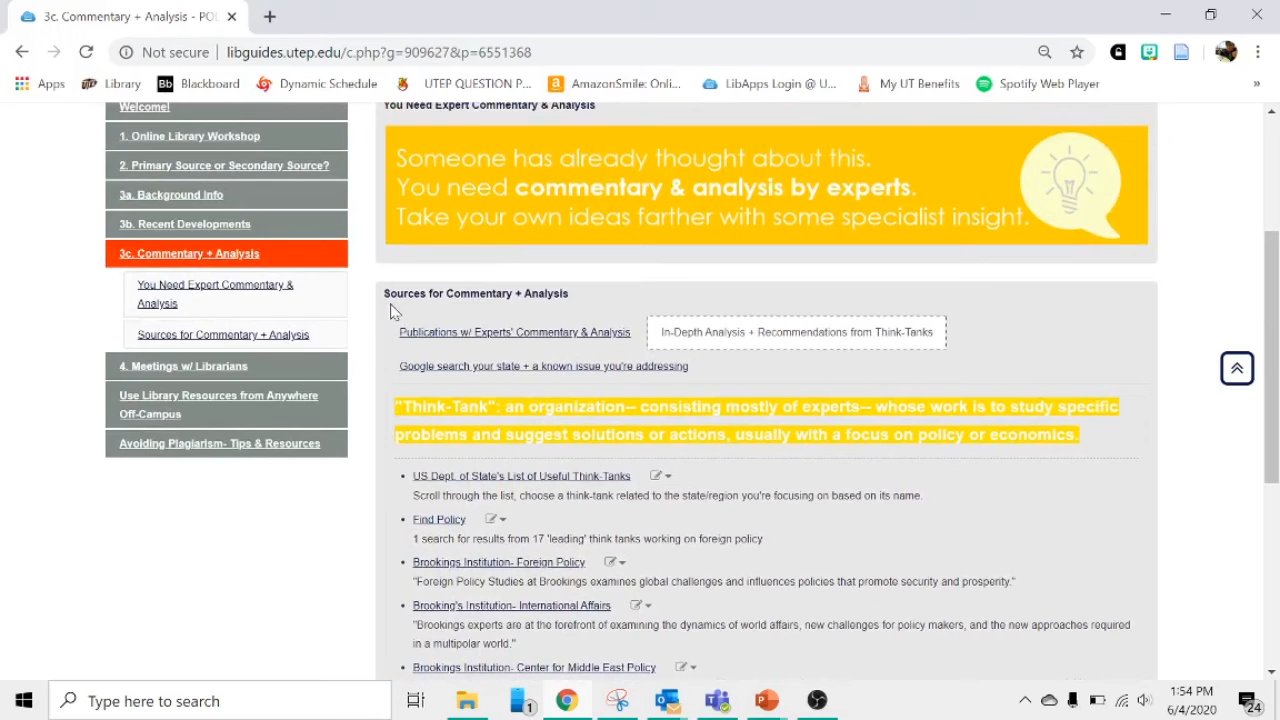 3c. Commentary + Analysis - POL
Not secure | libguides.utep.edu/c.php?g=909627&p=6551368
Apps Library Bb Blackboard Dynamic Schedule UTEP QUESTION P... AmazonSmile: Onli... LibApps Login @ U... My UT Benefits Spotify Web Player »
Welcome!
1. Online Library Workshop
2. Primary Source or Secondary Source?
3a. Background Info
3b. Recent Developments
3c. Commentary + Analysis
You Need Expert Commentary &
Analysis
Sources for Commentary + Analysis
4. Meetings w/ Librarians
Use Library Resources from Anywhere
Off-Campus
Avoiding Plagiarism- Tips & Resources
You Need Expert Commentary & Analysis
Someone has already thought about this.
You need commentary & analysis by experts.
Take your own ideas farther with some specialist insight.
Sources for Commentary + Analysis
Publications w/ Experts' Commentary & Analysis In-Depth Analysis + Recommendations from Think-Tanks
Google search your state + a known issue you're addressing
"Think-Tank": an organization— consisting mostly of experts— whose work is to study specific
problems and suggest solutions or actions, usually with a focus on policy or economics.
• US Dept. of State's List of Useful Think-Tanks
Scroll through the list, choose a think-tank related to the state/region you're focusing on based on its name.
• Find Policy
1 search for results from 17 'leading' think tanks working on foreign policy
• Brookings Institution- Foreign Policy
"Foreign Policy Studies at Brookings examines global challenges and influences policies that promote security and prosperity."
• Brooking's Institution- International Affairs
"Brookings experts are at the forefront of examining the dynamics of world affairs, new challenges for policy makers, and the new approaches required
in a multipolar world."
• Brookings Institution- Center for Middle East Policy
Type here to search
1
1:54 PM
6/4/2020
24